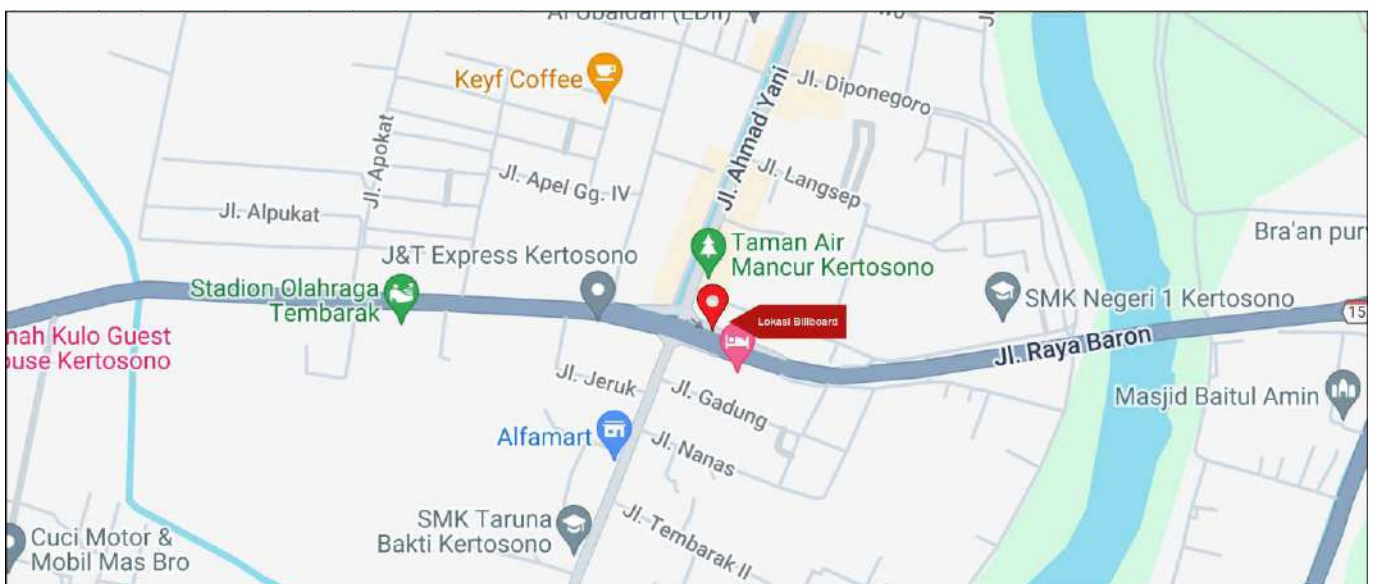 Keyf Coffee
Jl. Diponegoro
Jl. Ahmad Yani
Jl. Apokat
Jl. Apel Gg. IV
Jl. Langsep
Jl. Alpukat
J&T Express Kertosono
Taman Air
Mancur Kertosono
Bra'an pur
Stadion Olahraga
Tembarak
SMK Negeri 1 Kertosono
15
Lokasi Billboard
mah Kulo Guest
ouse Kertosono
Jl. Raya Baron
Jl. Jeruk
Jl. Gadung
Masjid Baitul Amin
Alfamart
Jl. Nanas
SMK Taruna
Bakti Kertosono
Jl. Tembarak II
Cuci Motor &
Mobil Mas Bro